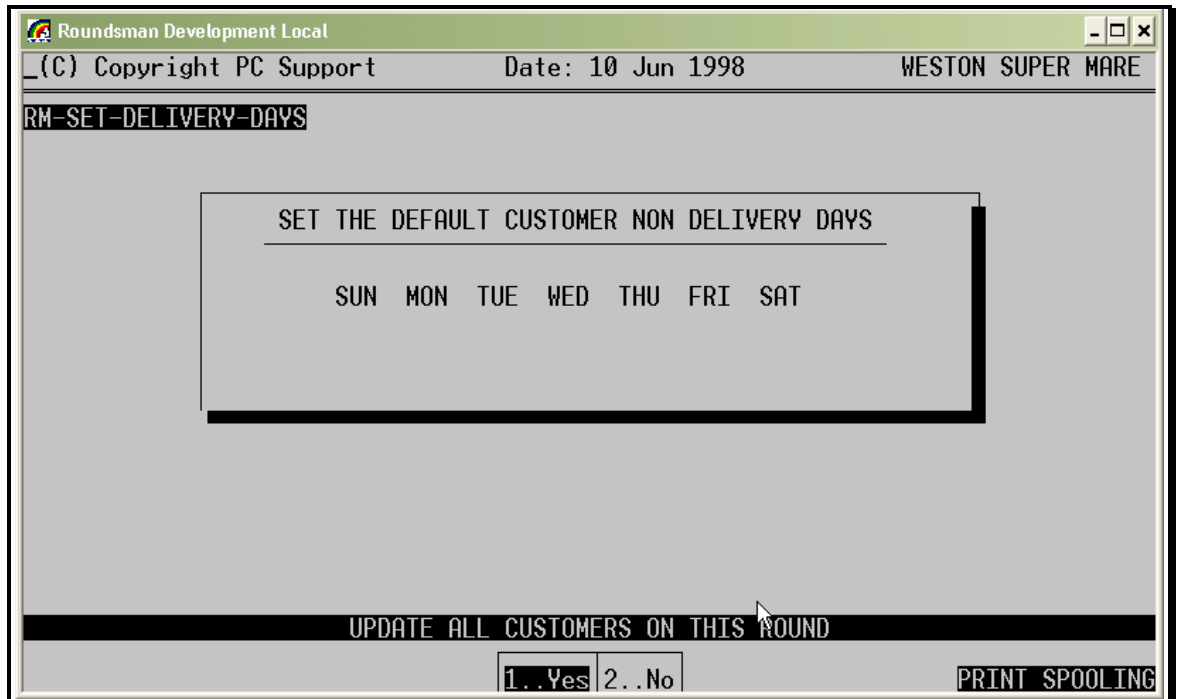 Roundsman Development Local
_(C) Copyright PC Support Date: 10 Jun 1998 WESTON SUPER MARE
RM-SET-DELIVERY-DAYS
SET THE DEFAULT CUSTOMER NON DELIVERY DAYS
SUN MON TUE WED THU FRI SAT
UPDATE ALL CUSTOMERS ON THIS ROUND
1..Yes 2..No PRINT SPOOLING